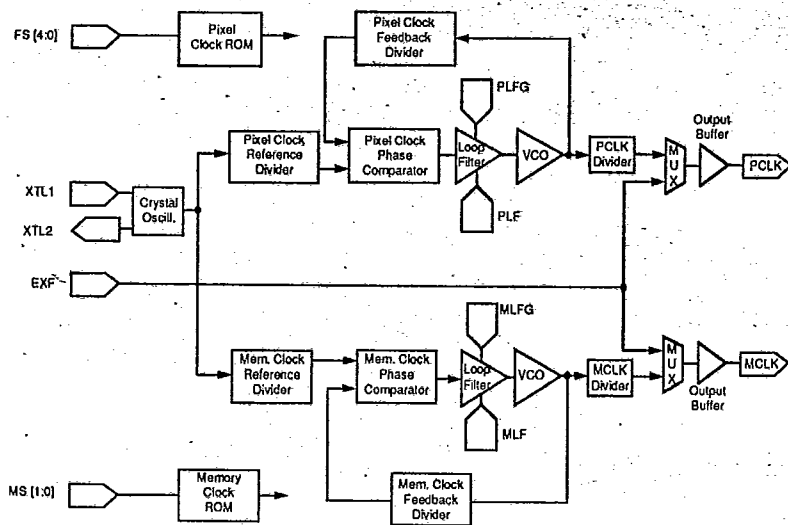 FS [4:0]
Pixel
Clock ROM
Pixel Clock
Feedback
Divider
PLFG
Pixel Clock
Reference
Divider
Pixel Clock
Phase
Comparator
Loop
Filter
VCO
PCLK
Divider
MUX
Output
Buffer
PCLK
PLF
XTL1
XTL2
Crystal
Oscill.
EXF
MLFG
Mem. Clock
Reference
Divider
Mem. Clock
Phase
Comparator
Loop
Filter
VCO
MCLK
Divider
MUX
Output
Buffer
MCLK
MLF
MS [1:0]
Memory
Clock
ROM
Mem. Clock
Feedback
Divider